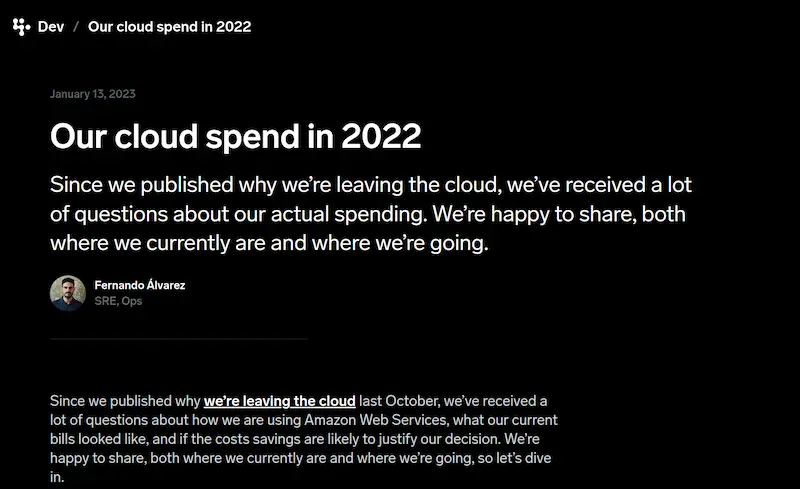 Dev / Our cloud spend in 2022
January 13, 2023
Our cloud spend in 2022
Since we published why we’re leaving the cloud, we’ve received a lot
of questions about our actual spending. We’re happy to share, both
where we currently are and where we’re going.
Fernando Álvarez
SRE, Ops
Since we published why we’re leaving the cloud last October, we’ve received a
lot of questions about how we are using Amazon Web Services, what our current
bills looked like, and if the costs savings are likely to justify our decision. We’re
happy to share, both where we currently are and where we’re going, so let’s dive
in.